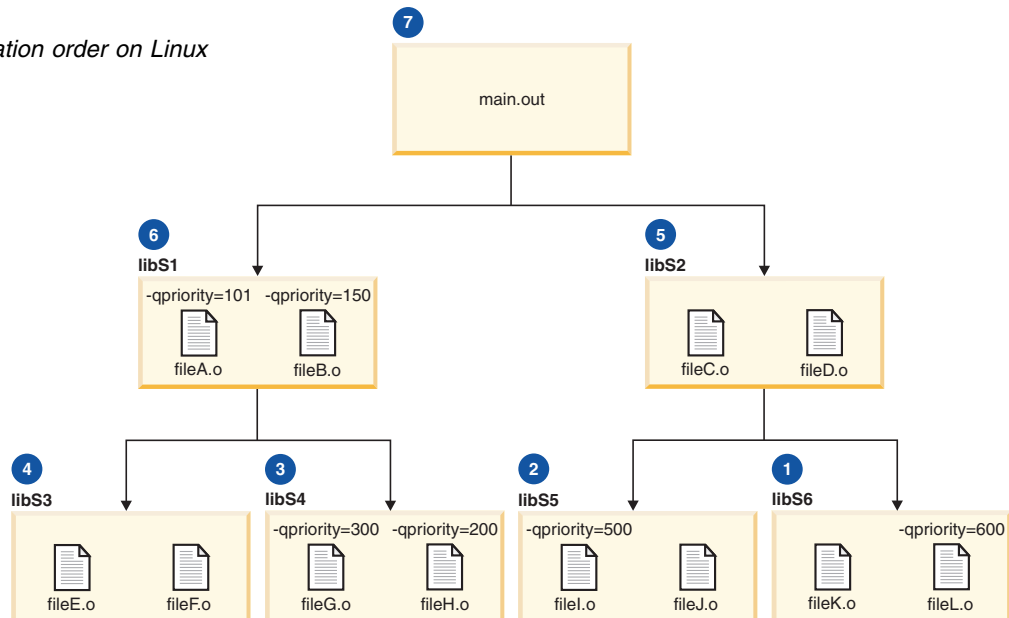 7
order on Linux
main.out
6
5
libS1
libS2
-qpriority=101 -qpriority=150
fileA.o
fileB.o
fileC.o
fileD.o
4
3
2
1
libS3
libS4
libS5
libS6
-qpriority=300 -qpriority=200
-qpriority=500
-qpriority=600
fileE.o
fileF.o
fileG.o
fileH.o
fileI.o
fileJ.o
fileK.o
fileL.o